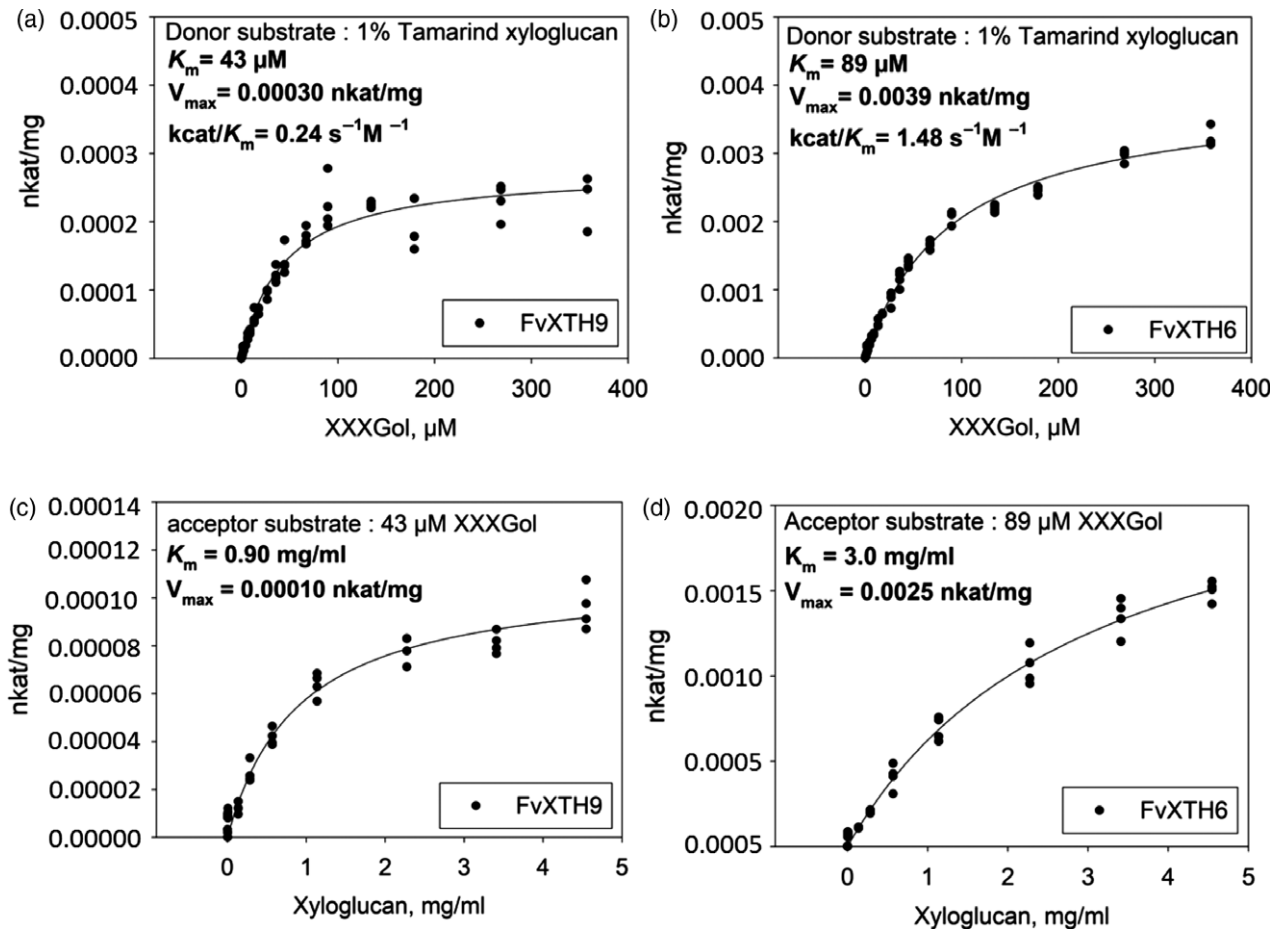 (a)
Donor substrate : 1% Tamarind xyloglucan
Km= 43 µM
Vmax= 0.00030 nkat/mg
kcat/Km= 0.24 s⁻¹M ⁻¹
nkat/mg
0.0005
0.0004
0.0003
0.0002
0.0001
0.00000
0 100 200 300 400
XXXGol, µM
FvXTH9
(b)
Donor substrate : 1% Tamarind xyloglucan
Km= 89 µM
Vmax= 0.0039 nkat/mg
kcat/Km= 1.48 s⁻¹M ⁻¹
nkat/mg
0.005
0.004
0.003
0.002
0.001
0.000
0 100 200 300 400
XXXGol, µM
FvXTH6
(c)
acceptor substrate : 43 µM XXXGol
Km = 0.90 mg/ml
Vmax = 0.00010 nkat/mg
nkat/mg
0.00014
0.00012
0.00010
0.00008
0.00006
0.00004
0.00002
0.00000
0 1 2 3 4 5
Xyloglucan, mg/ml
FvXTH9
(d)
Acceptor substrate : 89 µM XXXGol
Km = 3.0 mg/ml
Vmax = 0.0025 nkat/mg
nkat/mg
0.0020
0.0015
0.0010
0.0005
0.0005
0 1 2 3 4 5
Xyloglucan, mg/ml
FvXTH6